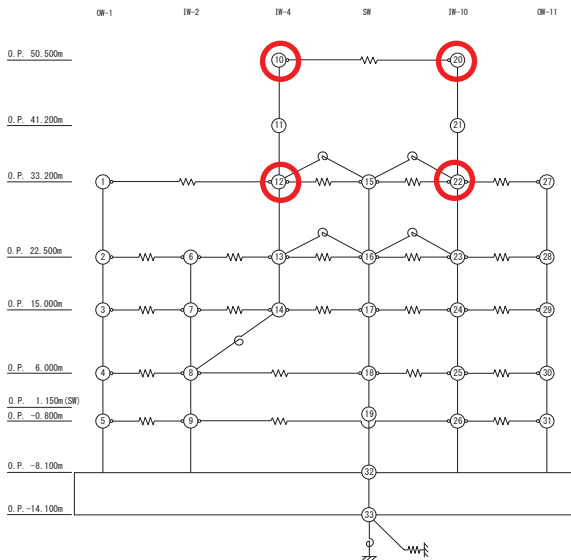 OW-1 IW-2 IW-4 SW IW-10 OW-11
O.P. 50.500m 10 20
O.P. 41.200m 11 21
O.P. 33.200m 1 12 15 22 27
O.P. 22.500m 2 6 13 16 23 28
O.P. 15.000m 3 7 14 17 24 29
O.P. 6.000m 4 8 18 25 30
O.P. 1.150m(SW) 19
O.P. -0.800m 5 9 26 31
O.P. -8.100m 32
O.P.-14.100m 33